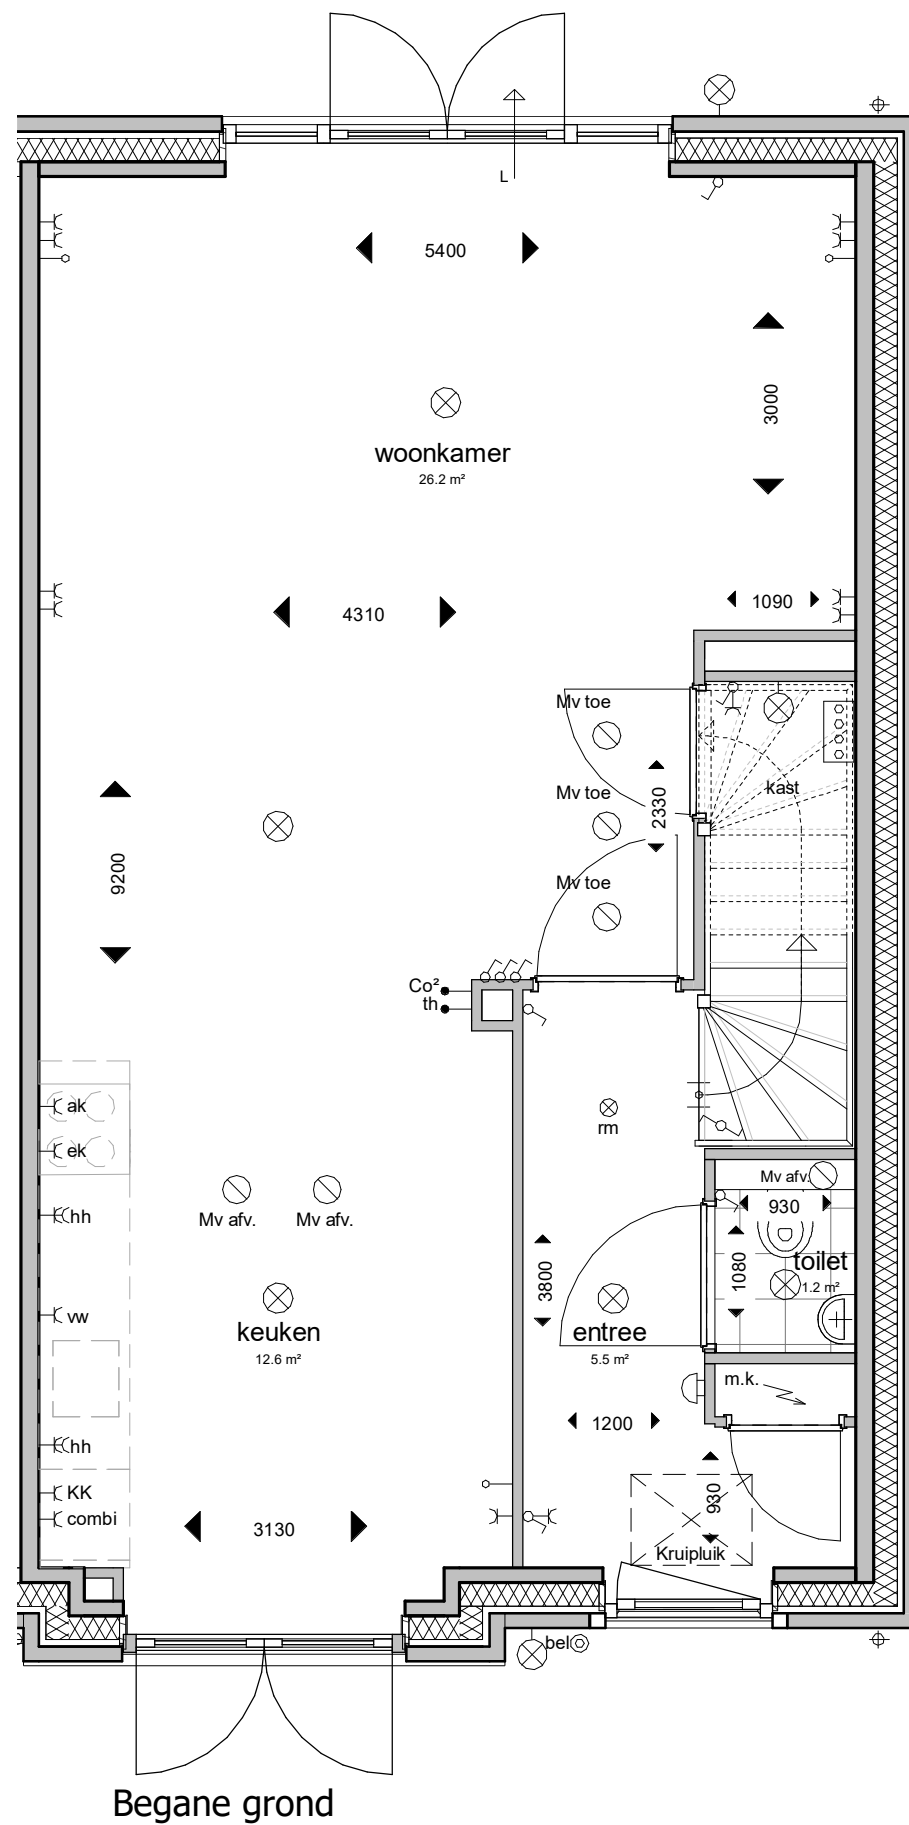 L
5400
3000
woonkamer
26.2 m²
4310
1090
Mv toe
kast
Mv toe
2330
9200
Mv toe
Co²
th
ak
rm
ek
Mv afv.
930
hh
Mv afv.
Mv afv.
toilet
1080
3800
1.2 m²
vw
keuken
entree
12.6 m²
5.5 m²
m.k.
1200
hh
KK
930
combi
3130
Kruipluik
bel
Begane grond